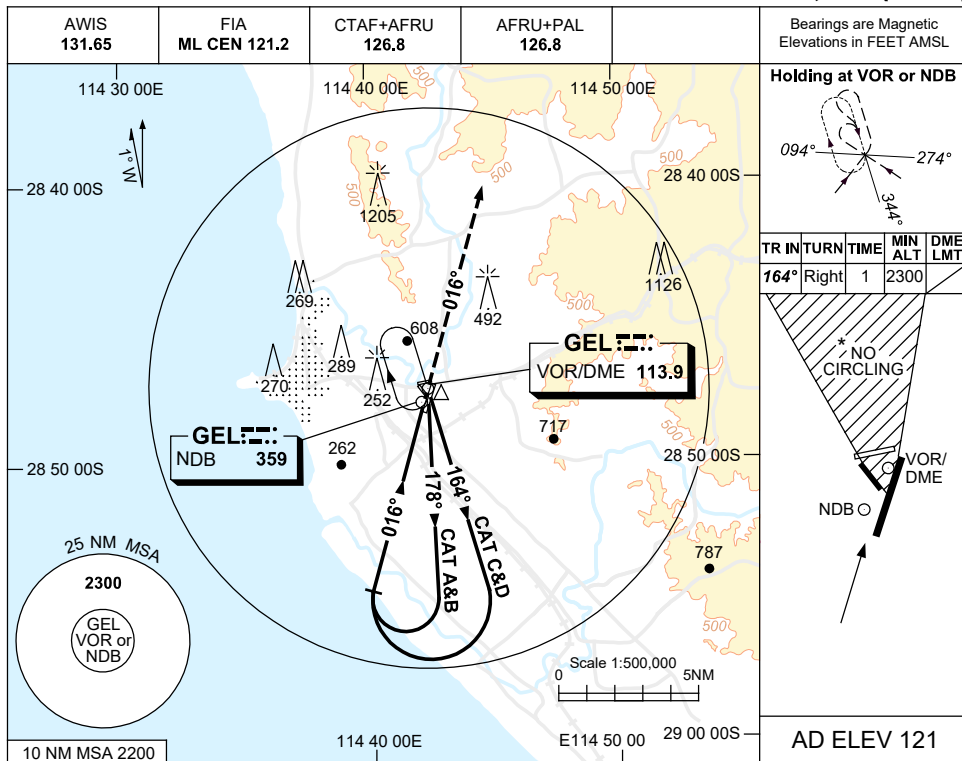 AWIS
131.65
FIA
ML CEN 121.2
CTAF+AFRU
126.8
AFRU+PAL
126.8
Bearings are Magnetic
Elevations in FEET AMSL
114 30 00E
114 40 00E
114 50 00E
500
500
500
500
500
500
500
1° W
28 40 00S
28 40 00S
1205
016°
269
492
1126
608
289
270
252
GEL
VOR/DME 113.9
GEL
NDB 359
262
717
28 50 00S
28 50 00S
016°
178° CAT A&B
164° CAT C&D
787
500
25 NM MSA
2300
GEL
VOR or
NDB
Scale 1:500,000
0 5NM
10 NM MSA 2200
114 40 00E
E114 50 00
29 00 00S
Holding at VOR or NDB
094°
274°
344°
TR IN TURN TIME MIN ALT DME LMT
164° Right 1 2300
* NO
CIRCLING
VOR/
DME
NDB
AD ELEV 121